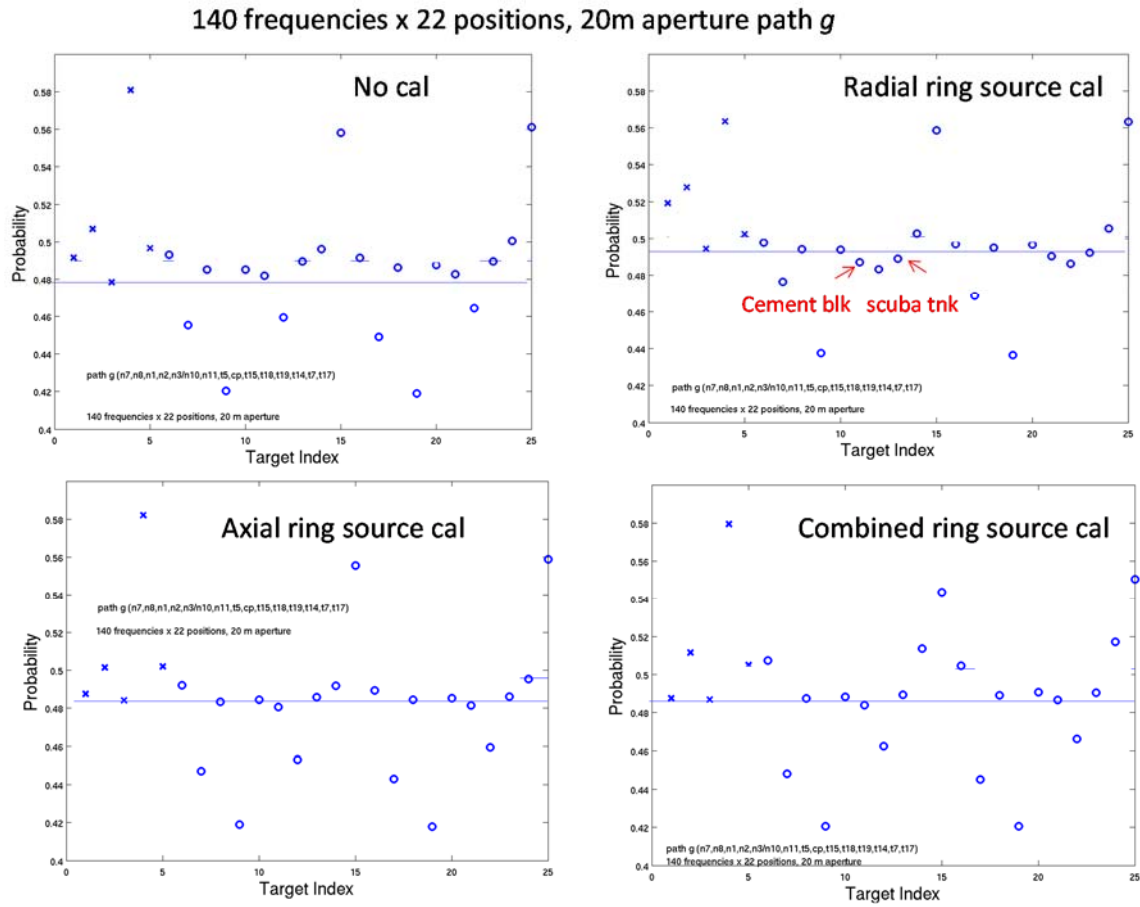 140 frequencies x 22 positions, 20m aperture path g
No cal
0.58
0.56
0.54
0.52
0.5
0.48
0.46
0.44
0.42
0.4
Probability
path g (n7,n8,n1,n2,n3/n10,n11,t5,cp,t15,t18,t19,t14,t7,t17)
140 frequencies x 22 positions, 20 m aperture
0 5 10 15 20 25
Target Index
Radial ring source cal
0.58
0.56
0.54
0.52
0.5
0.48
0.46
0.44
0.42
0.4
Probability
Cement blk scuba tnk
path g (n7,n8,n1,n2,n3/n10,n11,t5,cp,t15,t18,t19,t14,t7,t17)
140 frequencies x 22 positions, 20 m aperture
0 5 10 15 20 25
Target Index
Axial ring source cal
0.58
0.56
0.54
0.52
0.5
0.48
0.46
0.44
0.42
0.4
Probability
path g (n7,n8,n1,n2,n3/n10,n11,t5,cp,t15,t18,t19,t14,t7,t17)
140 frequencies x 22 positions, 20 m aperture
0 5 10 15 20 25
Target Index
Combined ring source cal
0.58
0.56
0.54
0.52
0.5
0.48
0.46
0.44
0.42
0.4
Probability
path g (n7,n8,n1,n2,n3/n10,n11,t5,cp,t15,t18,t19,t14,t7,t17)
140 frequencies x 22 positions, 20 m aperture
0 5 10 15 20 25
Target Index